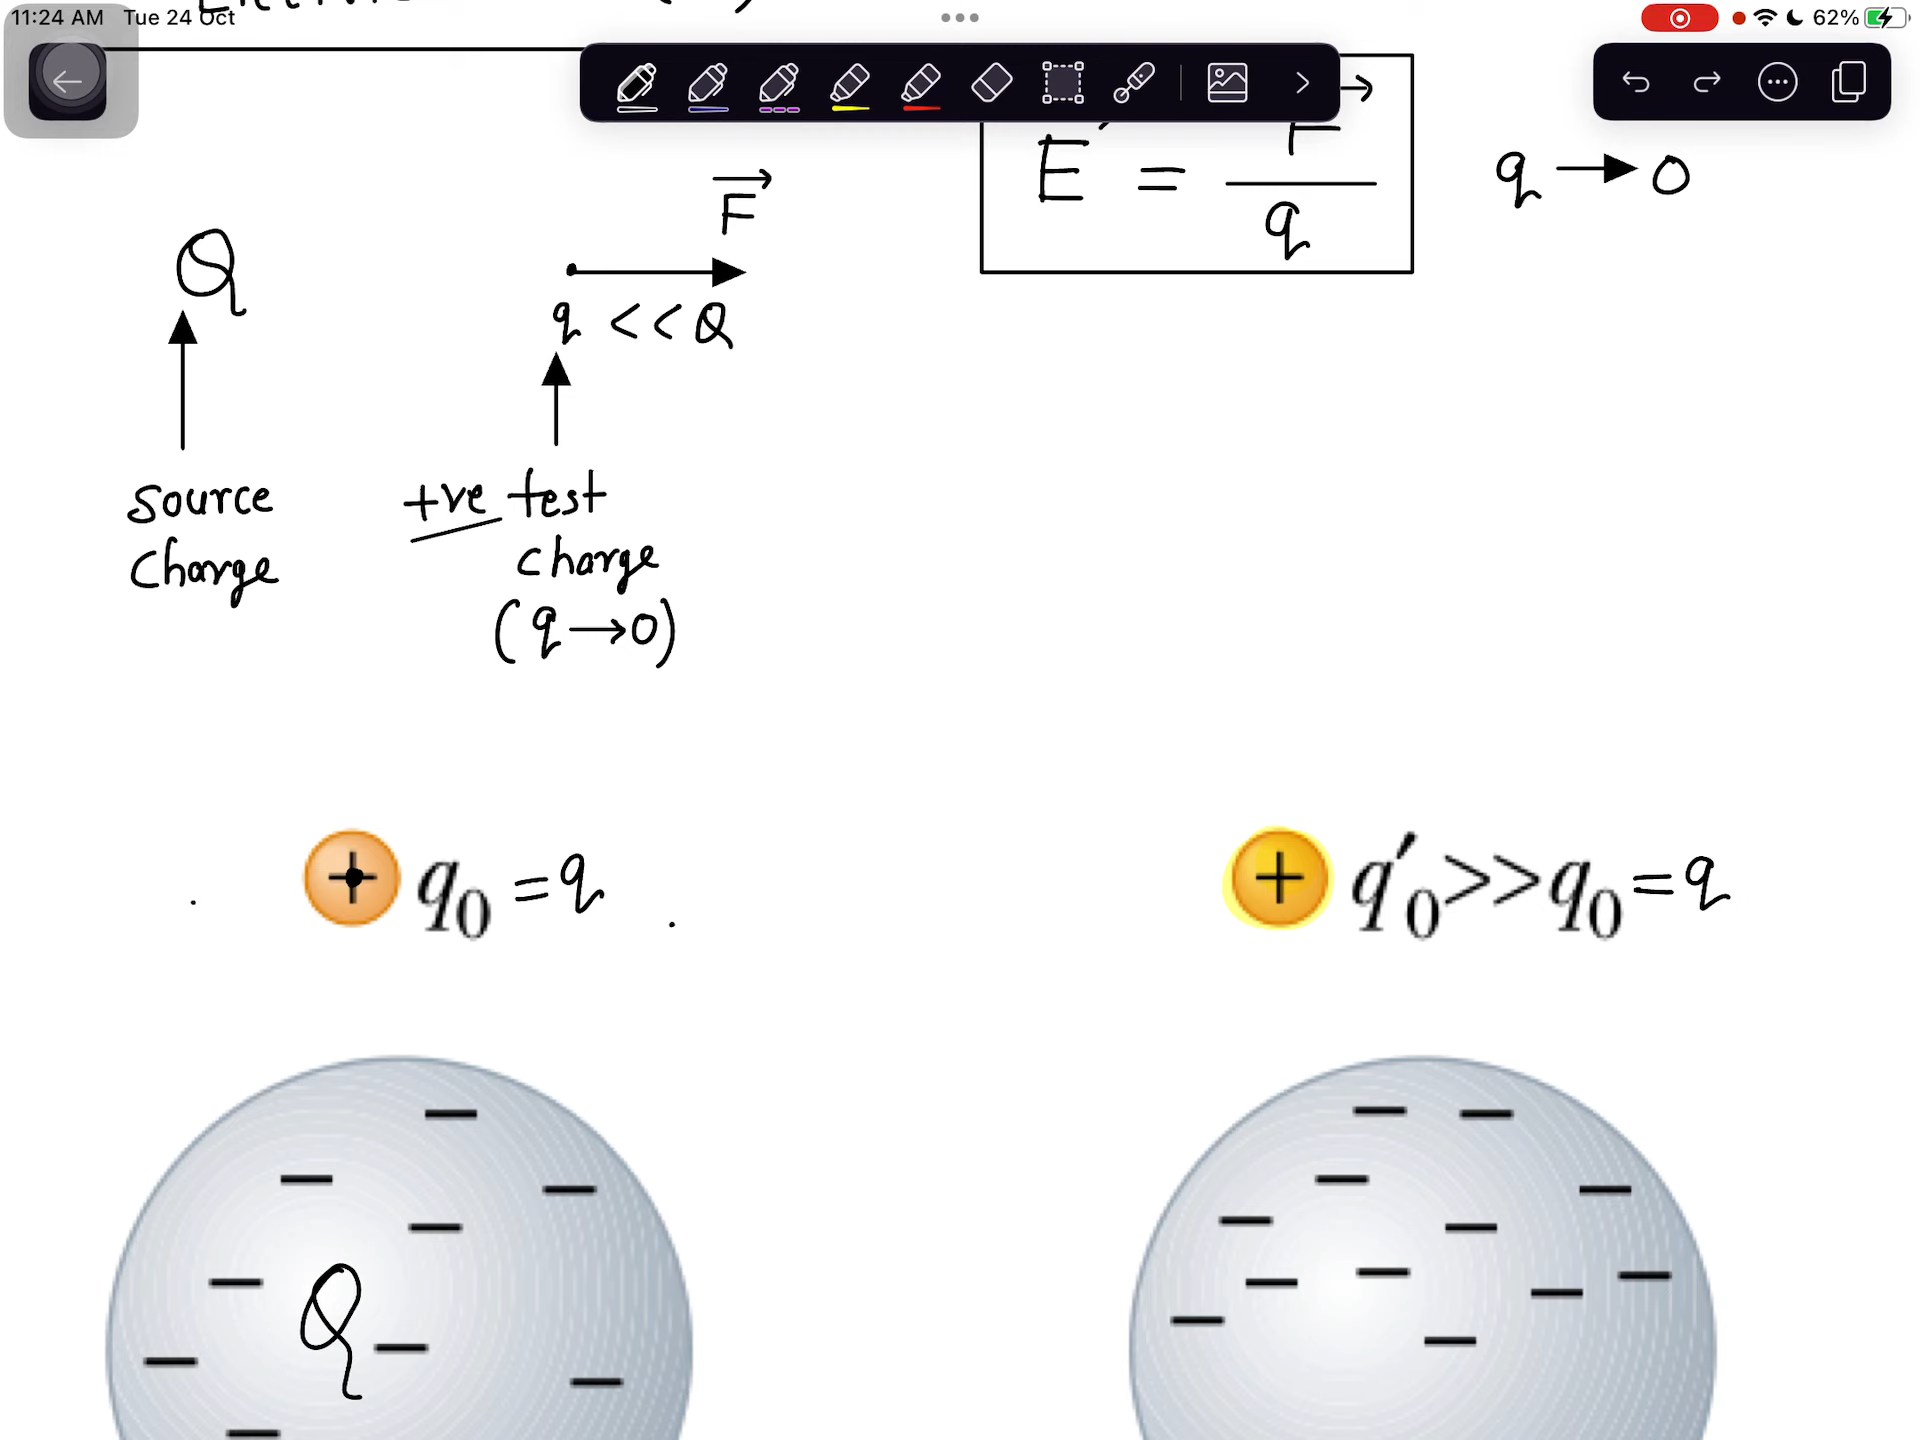 11:24 AM Tue 24 Oct
62%
E = F / q
q → 0
F
Q
q << Q
source
charge
+ve test
charge
(q → 0)
+ q₀ = q
+ q′₀ >> q₀ = q
Q